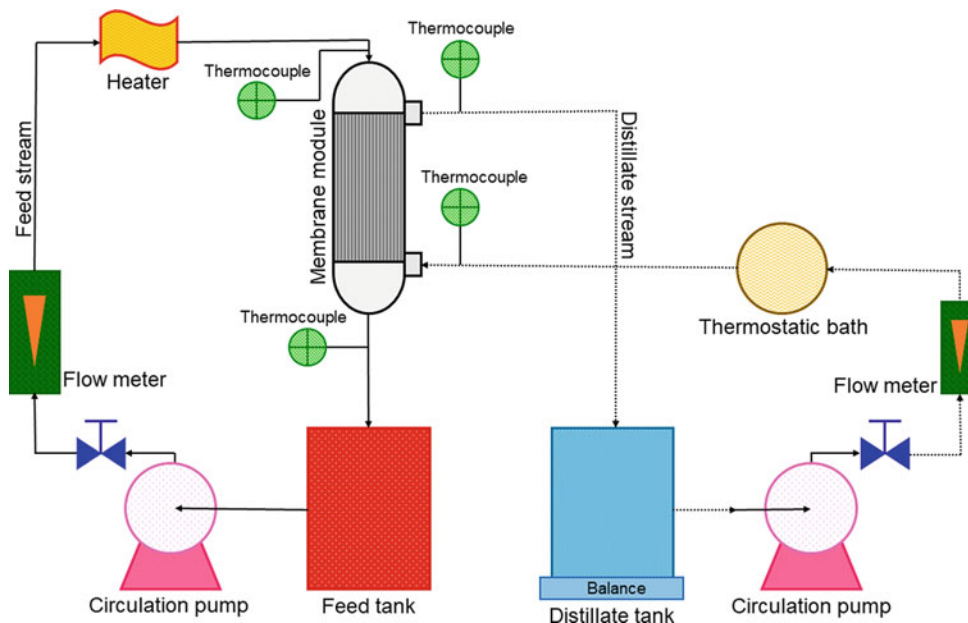 Thermocouple
Heater
Thermocouple
Feed stream
Membrane module
Distillate stream
Thermocouple
Thermocouple
Thermostatic bath
Flow meter
Flow meter
Balance
Circulation pump
Feed tank
Distillate tank
Circulation pump